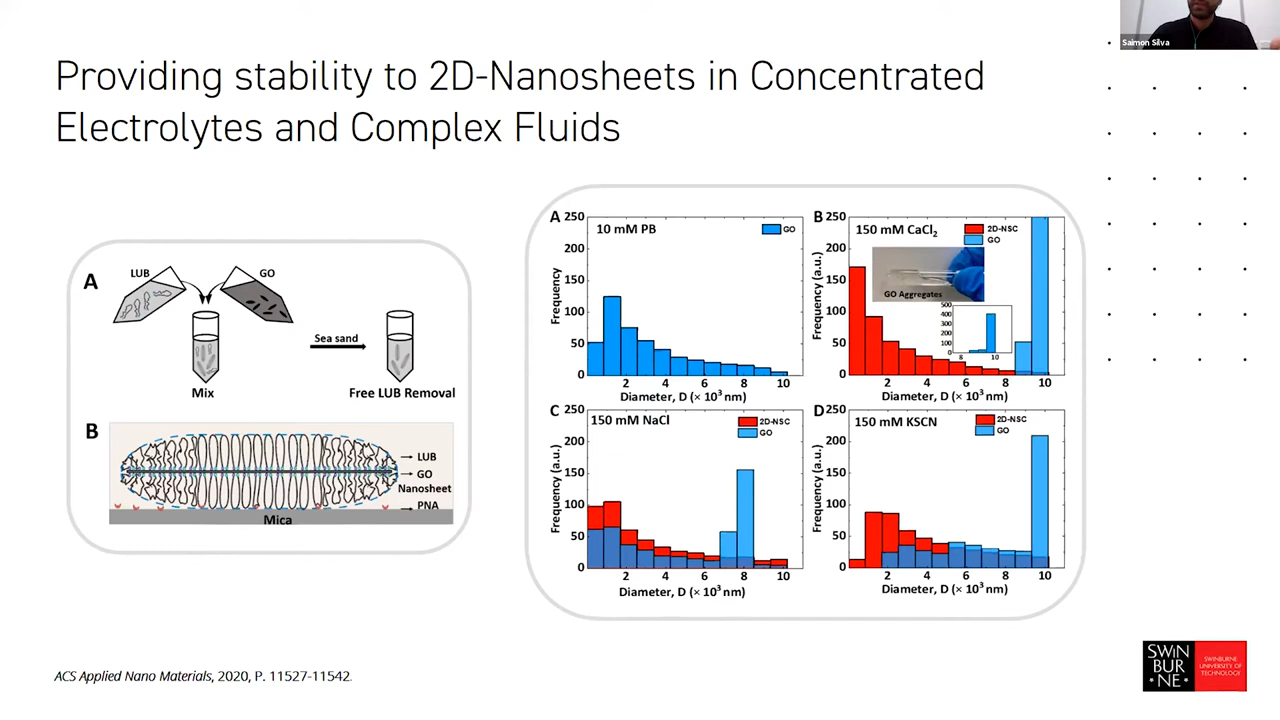 Saimon Silva
Providing stability to 2D-Nanosheets in Concentrated
Electrolytes and Complex Fluids
A
LUB
GO
Sea sand
Mix
Free LUB Removal
B
LUB
GO
Nanosheet
PNA
Mica
A
10 mM PB
GO
Frequency
250
200
150
100
50
0
2 4 6 8 10
Diameter, D (× 10³ nm)
B
150 mM CaCl₂
2D-NSC
GO
GO Aggregates
Frequency (a.u.)
250
200
150
100
50
0
500
400
300
200
100
0
8 10
2 4 6 8 10
Diameter, D (× 10³ nm)
C
150 mM NaCl
2D-NSC
GO
Frequency (a.u.)
250
200
150
100
50
0
2 4 6 8 10
Diameter, D (× 10³ nm)
D
150 mM KSCN
2D-NSC
GO
Frequency (a.u.)
250
200
150
100
50
0
2 4 6 8 10
Diameter, D (× 10³ nm)
ACS Applied Nano Materials, 2020, P. 11527-11542.
SWIN
BUR
NE
SWINBURNE
UNIVERSITY OF
TECHNOLOGY